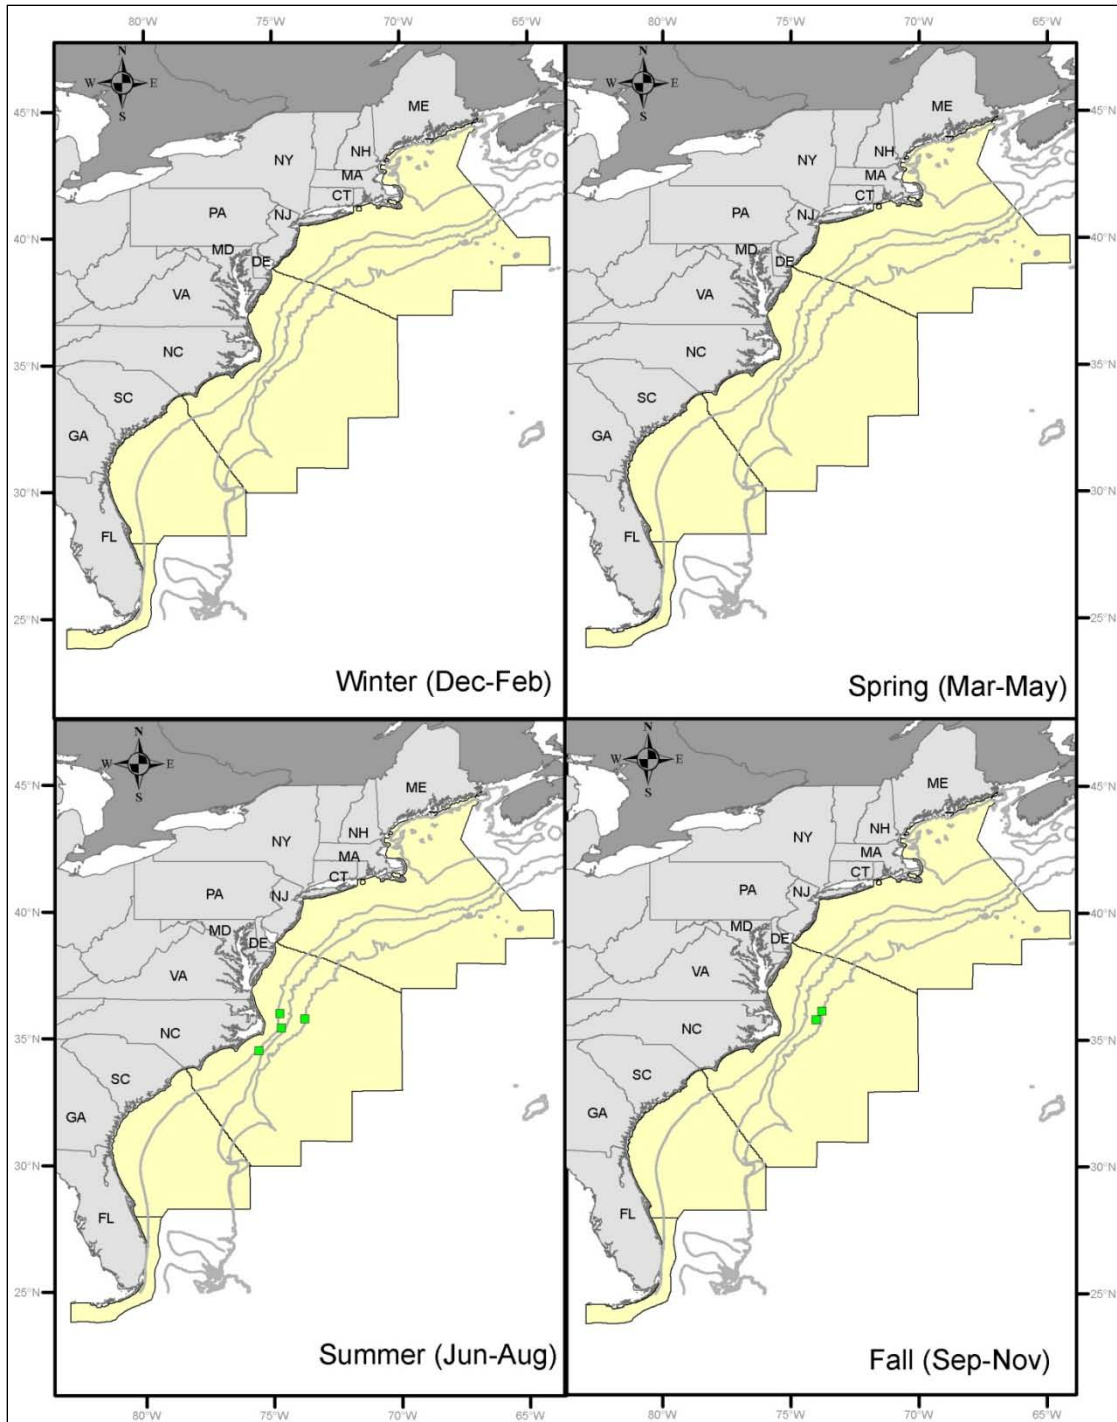 80°W 75°W 70°W 65°W 80°W 75°W 70°W 65°W
N
W E
S
45°N
40°N
35°N
30°N
25°N
ME
NH
NY
MA
CT
PA
NJ
MD
DE
VA
NC
SC
GA
FL
Winter (Dec-Feb)
N
W E
S
45°N
40°N
35°N
30°N
25°N
ME
NH
NY
MA
CT
PA
NJ
MD
DE
VA
NC
SC
GA
FL
Spring (Mar-May)
N
W E
S
45°N
40°N
35°N
30°N
25°N
ME
NH
NY
MA
CT
PA
NJ
MD
DE
VA
NC
SC
GA
FL
Summer (Jun-Aug)
N
W E
S
45°N
40°N
35°N
30°N
25°N
ME
NH
NY
MA
CT
PA
NJ
MD
DE
VA
NC
SC
GA
FL
Fall (Sep-Nov)
80°W 75°W 70°W 65°W 80°W 75°W 70°W 65°W